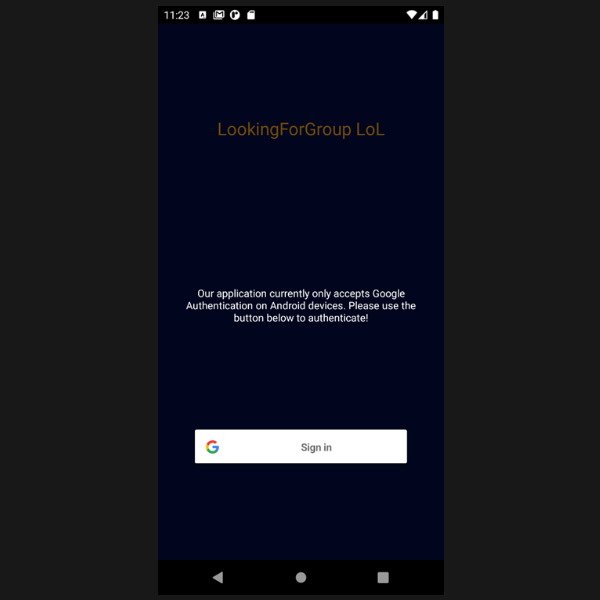 11:23
LookingForGroup LoL
Our application currently only accepts Google
Authentication on Android devices. Please use the
button below to authenticate!
Sign in